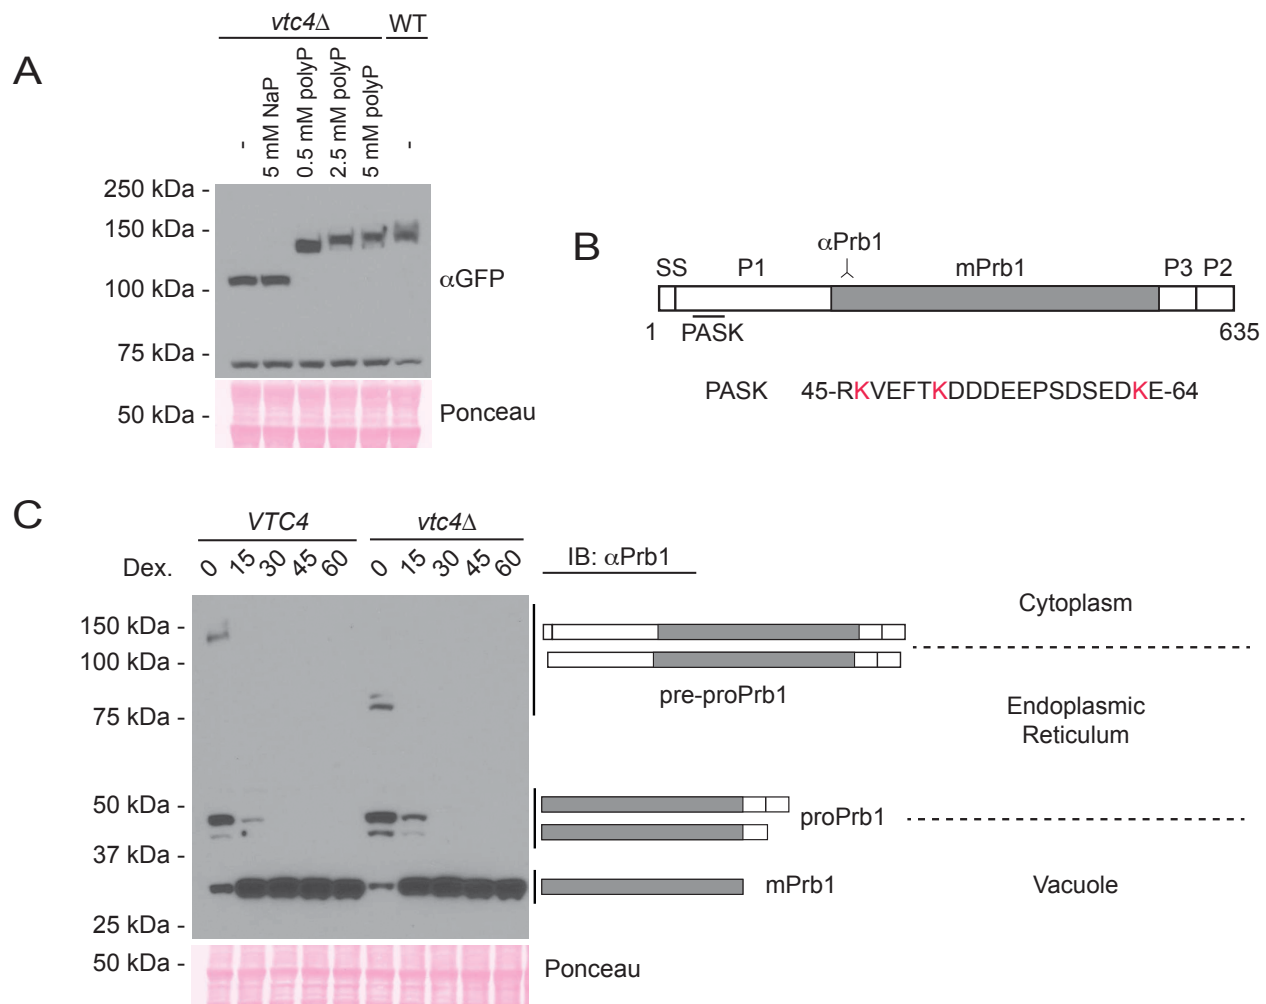 A
vtc4Δ WT
-
5 mM NaP
0.5 mM polyP
2.5 mM polyP
5 mM polyP
-
250 kDa -
150 kDa -
100 kDa -
75 kDa -
50 kDa -
αGFP
Ponceau
B
αPrb1
SS P1 mPrb1 P3 P2
1 PASK 635
PASK 45-RKVEFTKDDDEEPSDSEDKE-64
C
VTC4 vtc4Δ
Dex. 0 15 30 45 60 0 15 30 45 60
IB: αPrb1
150 kDa -
100 kDa -
75 kDa -
50 kDa -
37 kDa -
25 kDa -
50 kDa -
Cytoplasm
pre-proPrb1
Endoplasmic
Reticulum
proPrb1
mPrb1
Vacuole
Ponceau